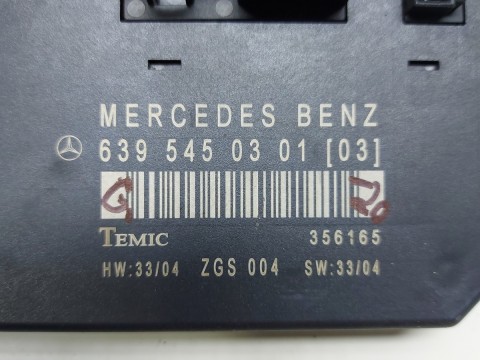 MERCEDES BENZ
639 545 03 01 [03]
TEMIC 356165
HW:33/04 ZGS 004 SW:33/04